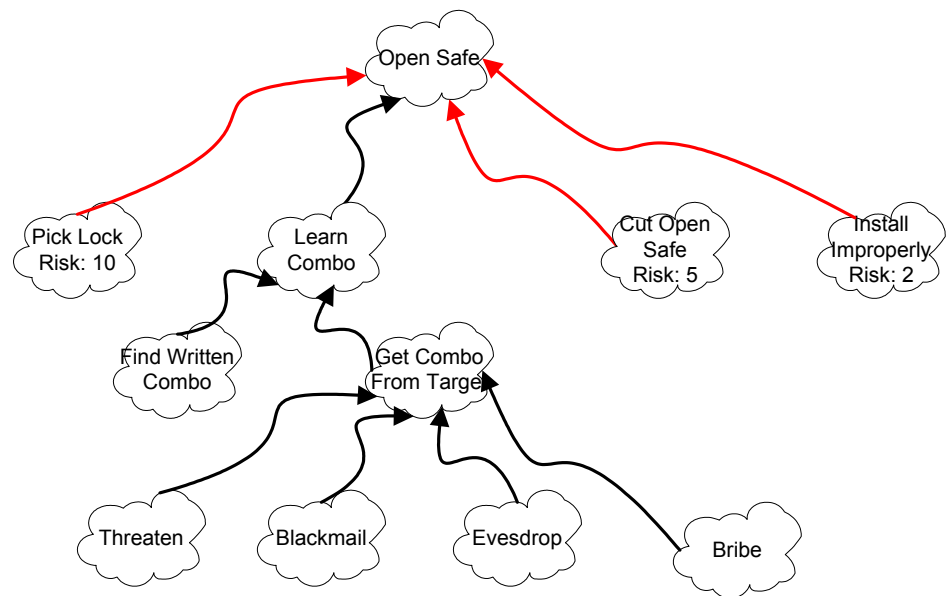 Open Safe
Pick Lock
Risk: 10
Learn
Combo
Cut Open
Safe
Risk: 5
Install
Improperly
Risk: 2
Find Written
Combo
Get Combo
From Targe
Threaten
Blackmail
Evesdrop
Bribe